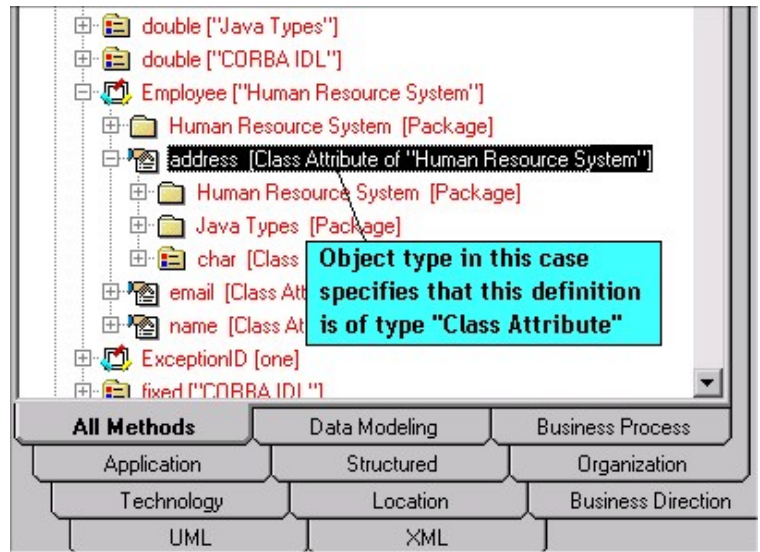 double ["Java Types"]
double ["CORBA IDL"]
Employee ["Human Resource System"]
Human Resource System [Package]
address [Class Attribute of "Human Resource System"]
Human Resource System [Package]
Java Types [Package]
char [Class
Object type in this case
specifies that this definition
is of type "Class Attribute"
email [Class Att
name [Class At
ExceptionID [one]
fixed ["CORBA IDL"]
All Methods
Data Modeling
Business Process
Application
Structured
Organization
Technology
Location
Business Direction
UML
XML